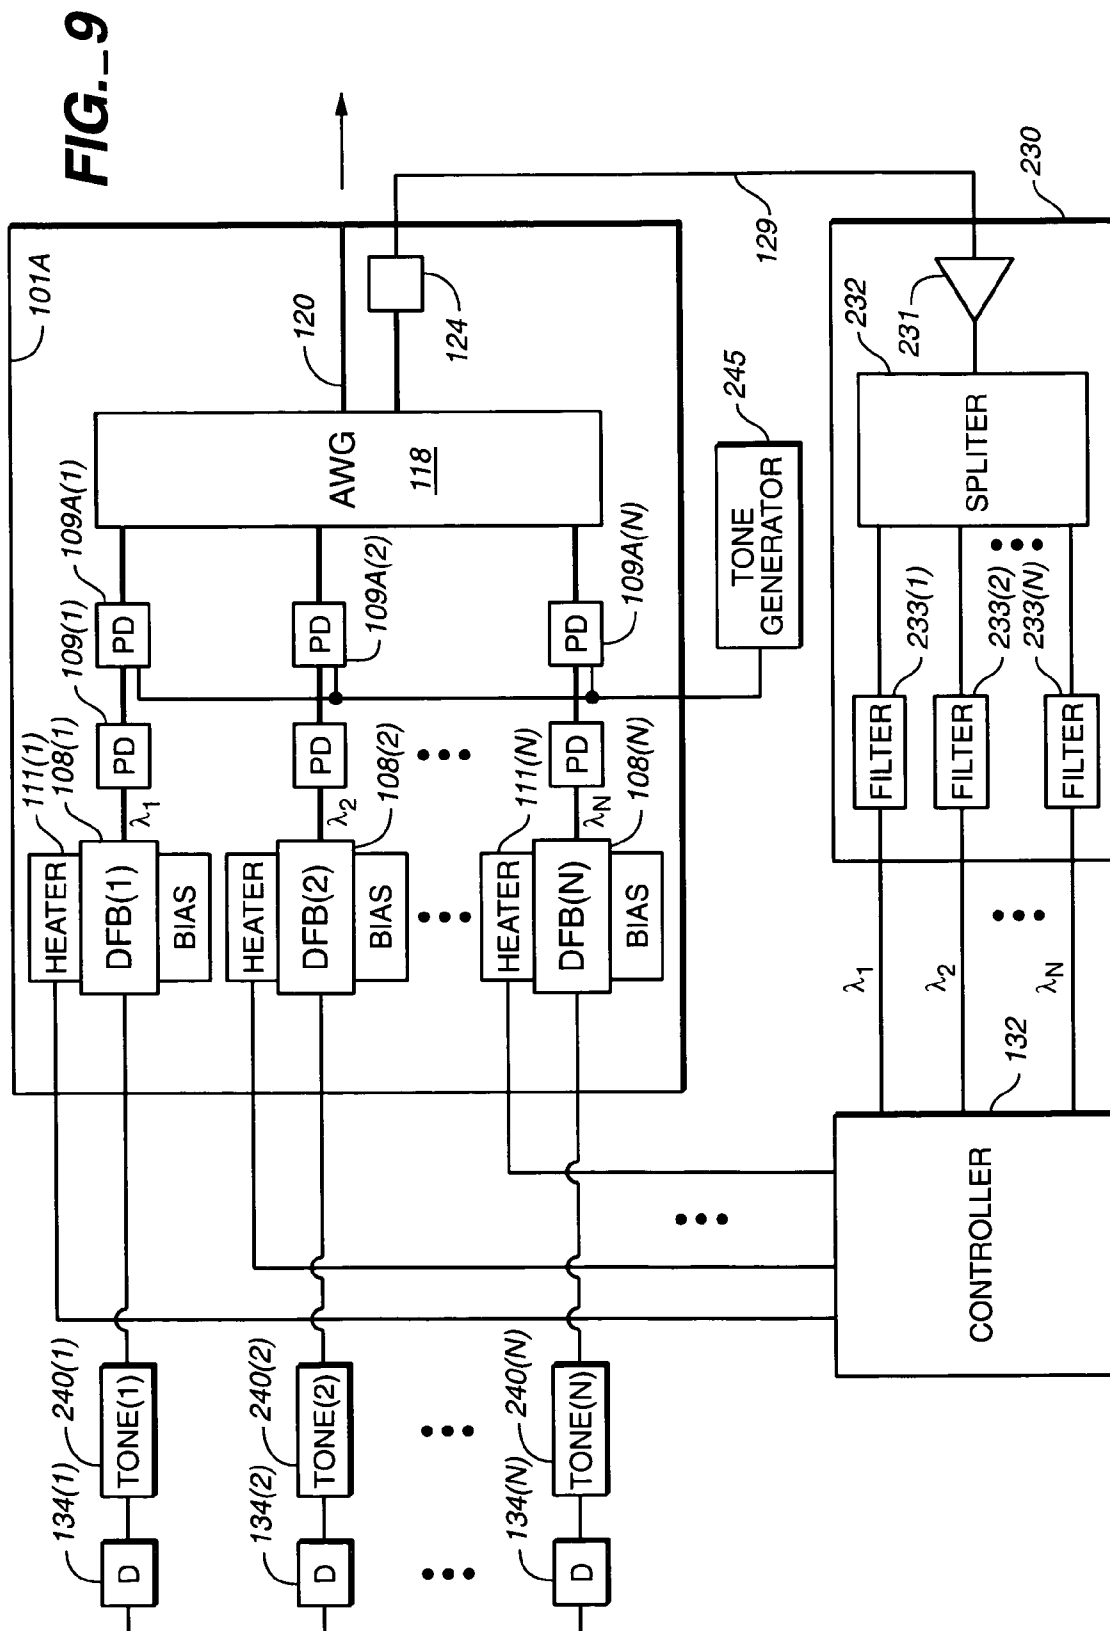 FIG._9
101A
120
124
129
230
109A(1)
109(1)
111(1)
108(1)
HEATER
DFB(1)
BIAS
λ1
PD
PD
AWG
118
HEATER
DFB(2)
BIAS
λ2
PD
PD
109A(2)
108(2)
111(N)
HEATER
DFB(N)
BIAS
λN
PD
PD
109A(N)
108(N)
TONE
GENERATOR
245
134(1)
D
240(1)
TONE(1)
134(2)
D
240(2)
TONE(2)
134(N)
D
240(N)
TONE(N)
CONTROLLER
132
λ1
λ2
λN
FILTER
233(1)
FILTER
233(2)
FILTER
233(N)
SPLITER
232
231